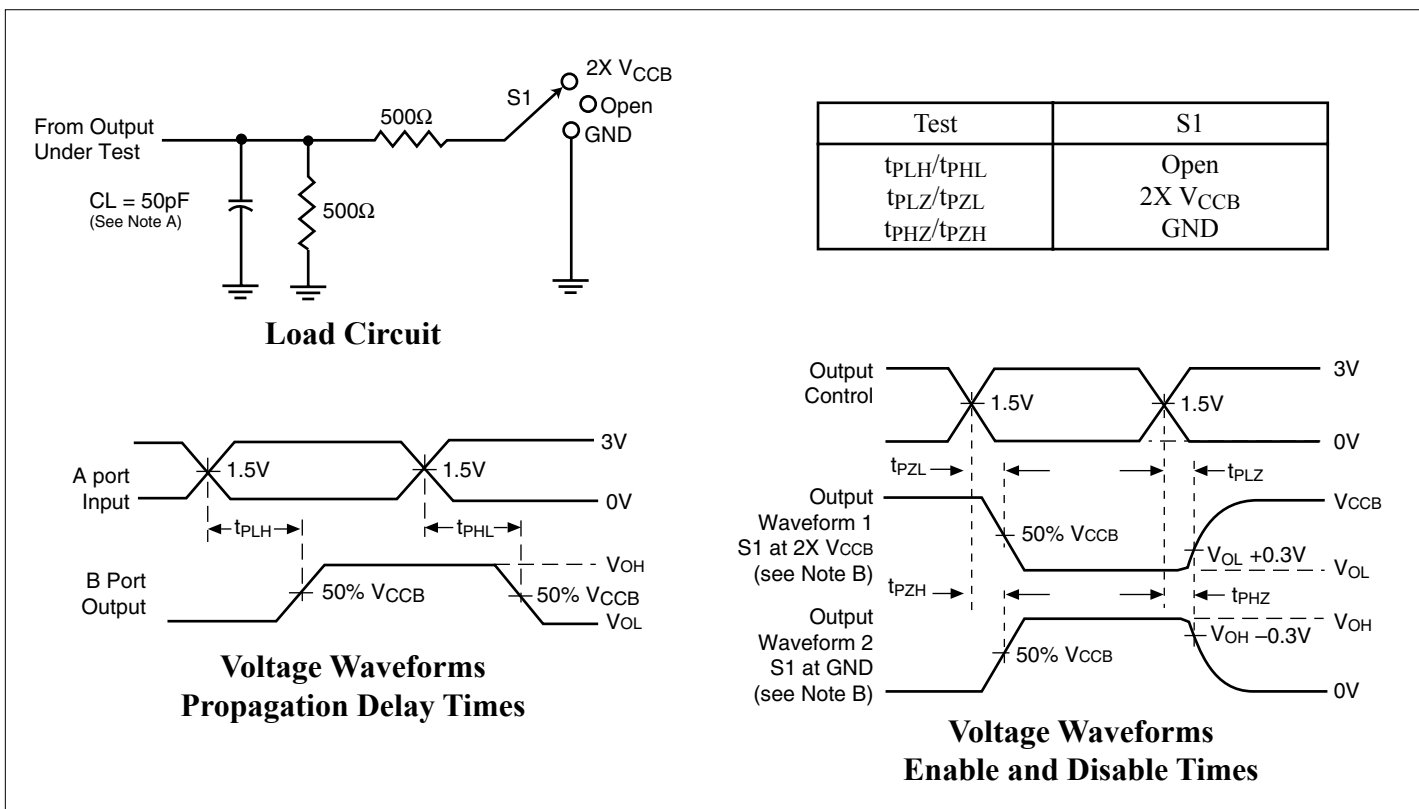 2X VCCB
S1
Open
500Ω
GND
From Output
Under Test
CL = 50pF
(See Note A)
500Ω
Load Circuit
Test S1
tPLH/tPHL Open
tPLZ/tPZL 2X VCCB
tPHZ/tPZH GND
A port
Input
1.5V
1.5V
3V
0V
tPLH
tPHL
B Port
Output
50% VCCB
50% VCCB
VOH
VOL
Voltage Waveforms
Propagation Delay Times
Output
Control
1.5V
1.5V
3V
0V
tPZL
tPLZ
Output
Waveform 1
S1 at 2X VCCB
(see Note B)
50% VCCB
VCCB
VOL +0.3V
VOL
tPZH
tPHZ
Output
Waveform 2
S1 at GND
(see Note B)
50% VCCB
VOH
VOH –0.3V
0V
Voltage Waveforms
Enable and Disable Times